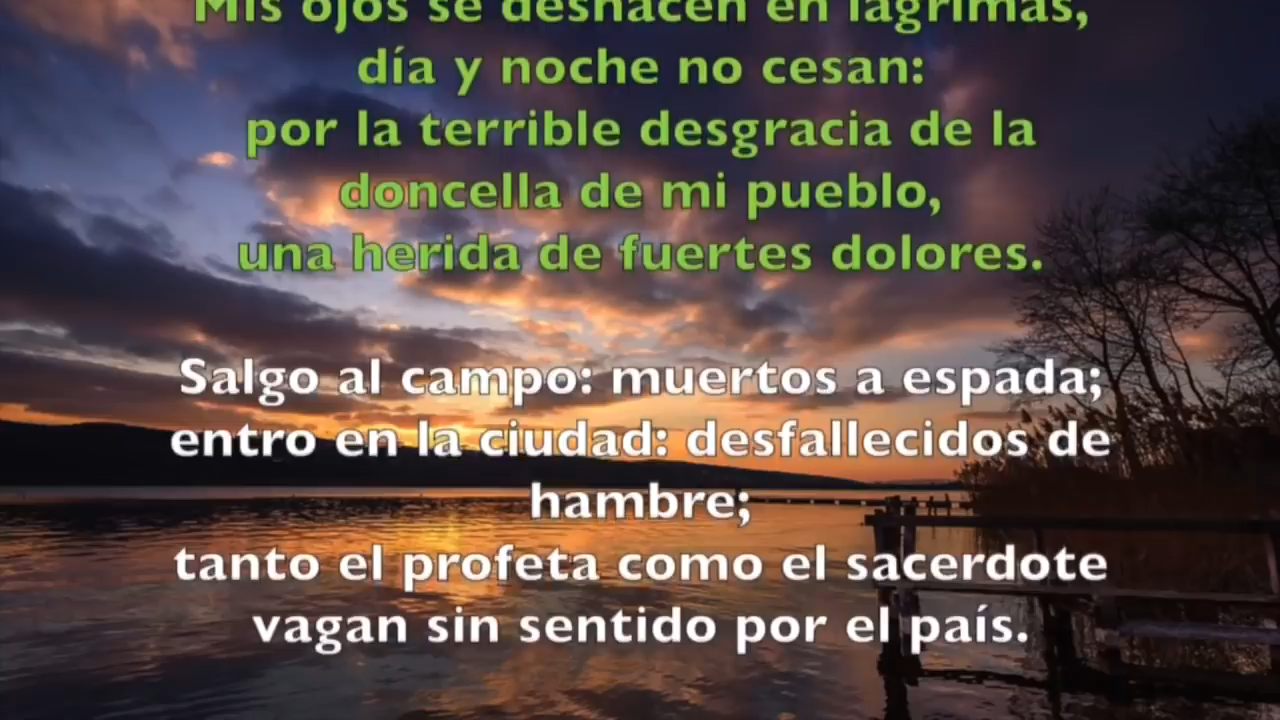 Mis ojos se deshacen en lágrimas,
día y noche no cesan:
por la terrible desgracia de la
doncella de mi pueblo,
una herida de fuertes dolores.
Salgo al campo: muertos a espada;
entro en la ciudad: desfallecidos de
hambre;
tanto el profeta como el sacerdote
vagan sin sentido por el país.